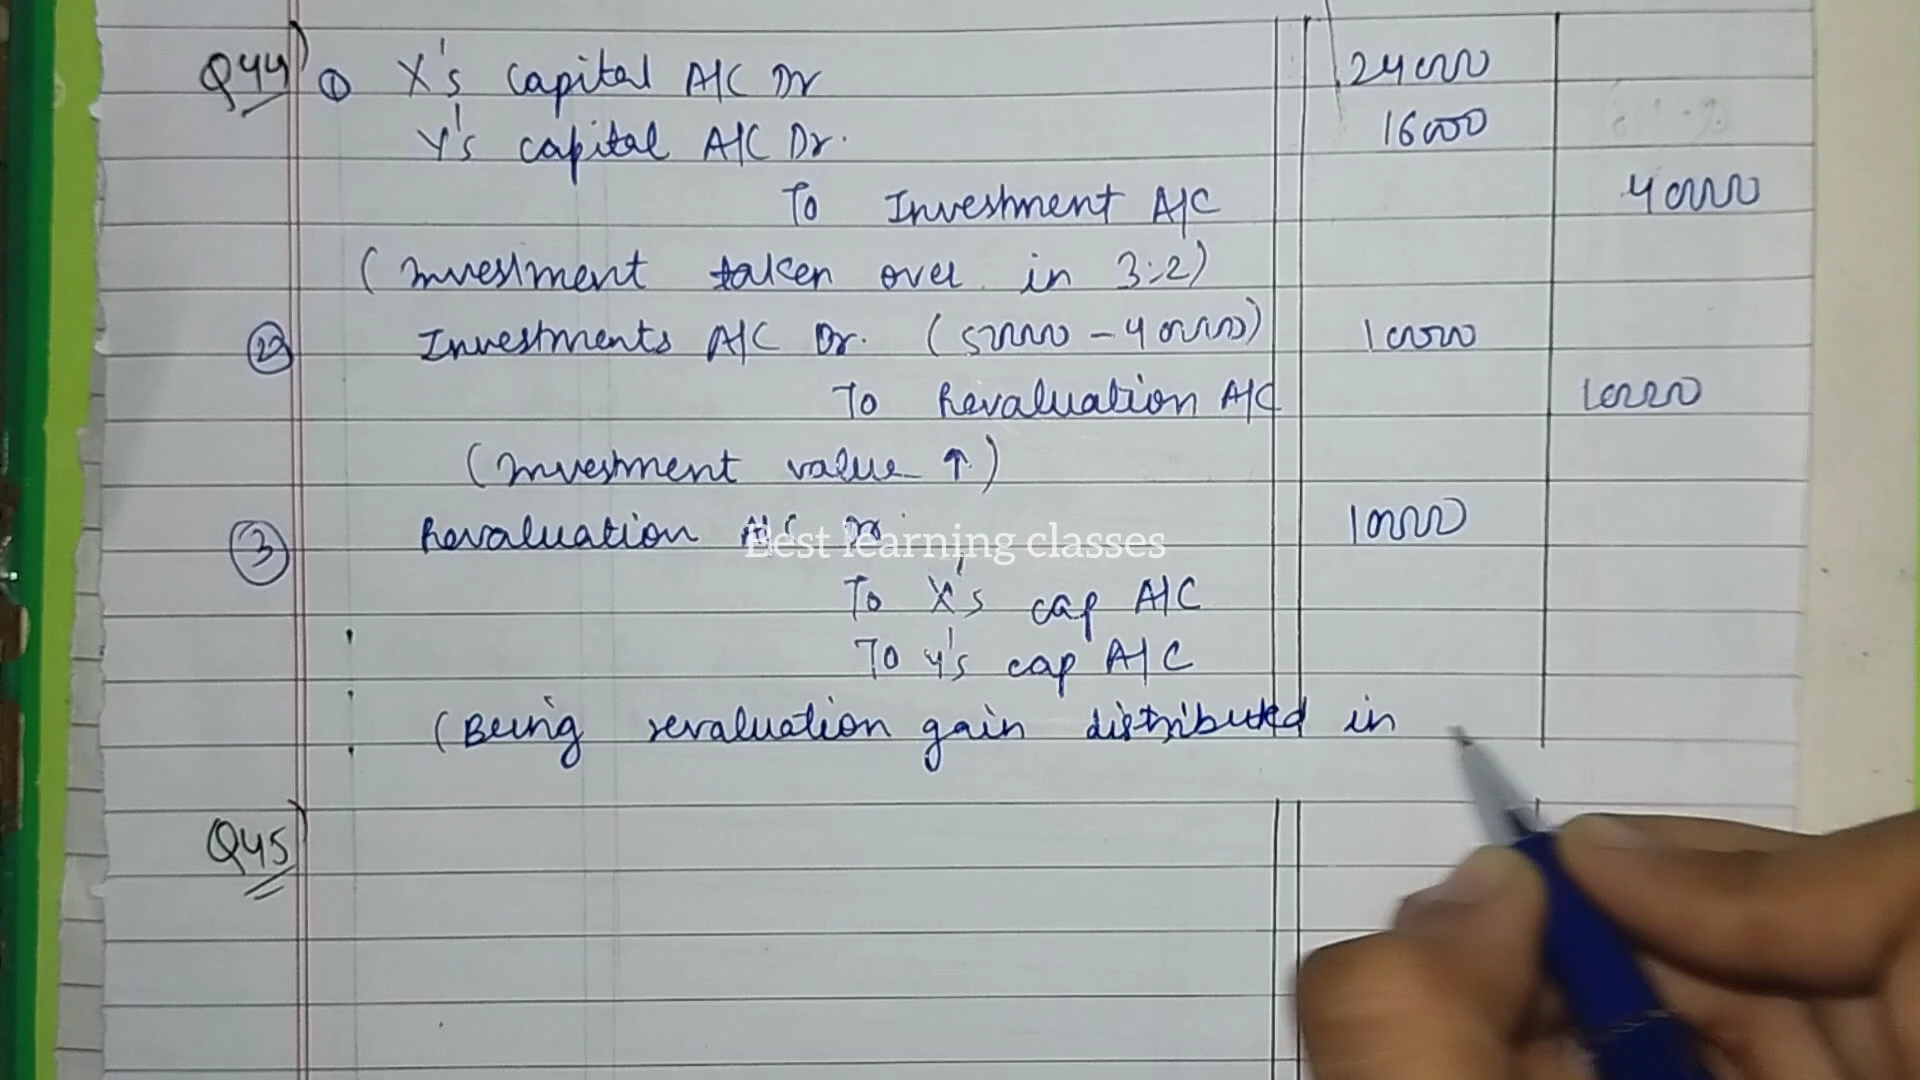 Q44) ① X's capital A/C Dr 24000
Y's capital A/C Dr. 16000
To Investment A/C 40000
(Investment taken over in 3:2)
② Investments A/C Dr. (50000 - 40000) 10000
To Revaluation A/C 10000
(Investment value ↑)
③ Revaluation A/C Dr 10000
Best learning classes
To X's cap A/C
To Y's cap A/C
(Being revaluation gain distributed in
Q45)